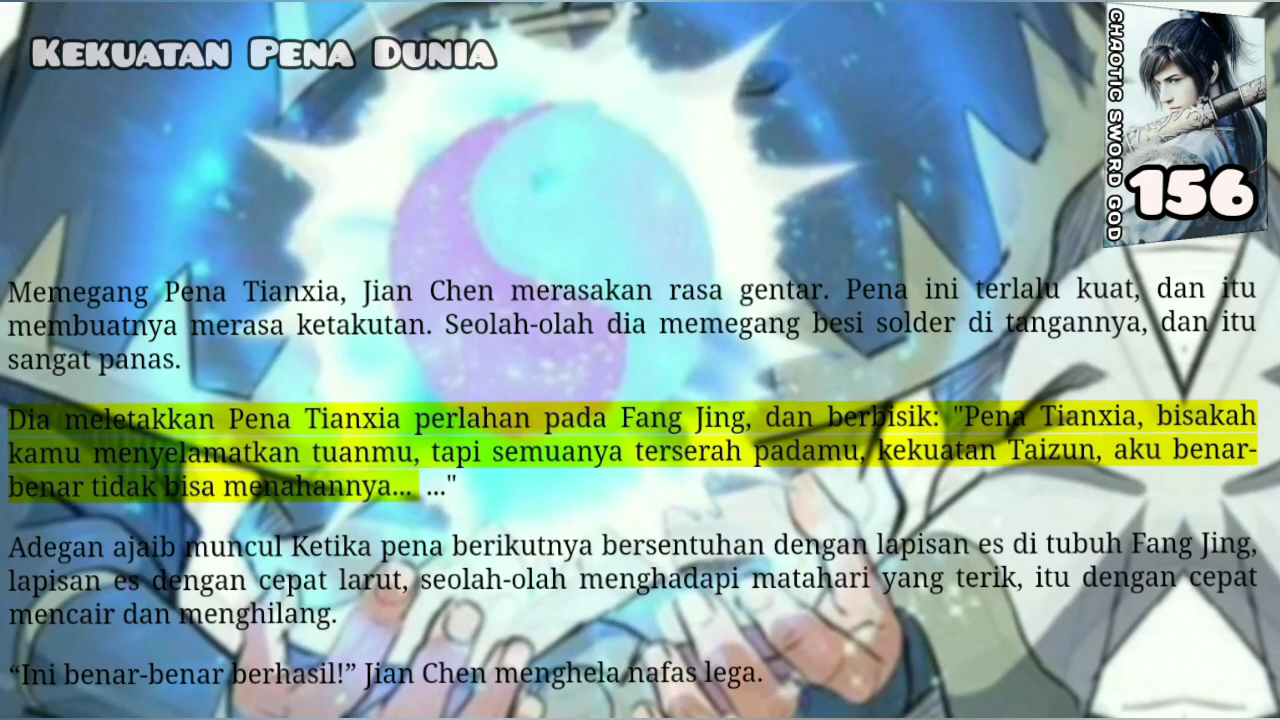 Kekuatan Pena Dunia
CHAOTIC SWORD GOD
156
Memegang Pena Tianxia, Jian Chen merasakan rasa gentar. Pena ini terlalu kuat, dan itu
membuatnya merasa ketakutan. Seolah-olah dia memegang besi solder di tangannya, dan itu
sangat panas.
Dia meletakkan Pena Tianxia perlahan pada Fang Jing, dan berbisik: "Pena Tianxia, bisakah
kamu menyelamatkan tuanmu, tapi semuanya terserah padamu, kekuatan Taizun, aku benar-
benar tidak bisa menahannya... ..."
Adegan ajaib muncul Ketika pena berikutnya bersentuhan dengan lapisan es di tubuh Fang Jing,
lapisan es dengan cepat larut, seolah-olah menghadapi matahari yang terik, itu dengan cepat
mencair dan menghilang.
“Ini benar-benar berhasil!” Jian Chen menghela nafas lega.